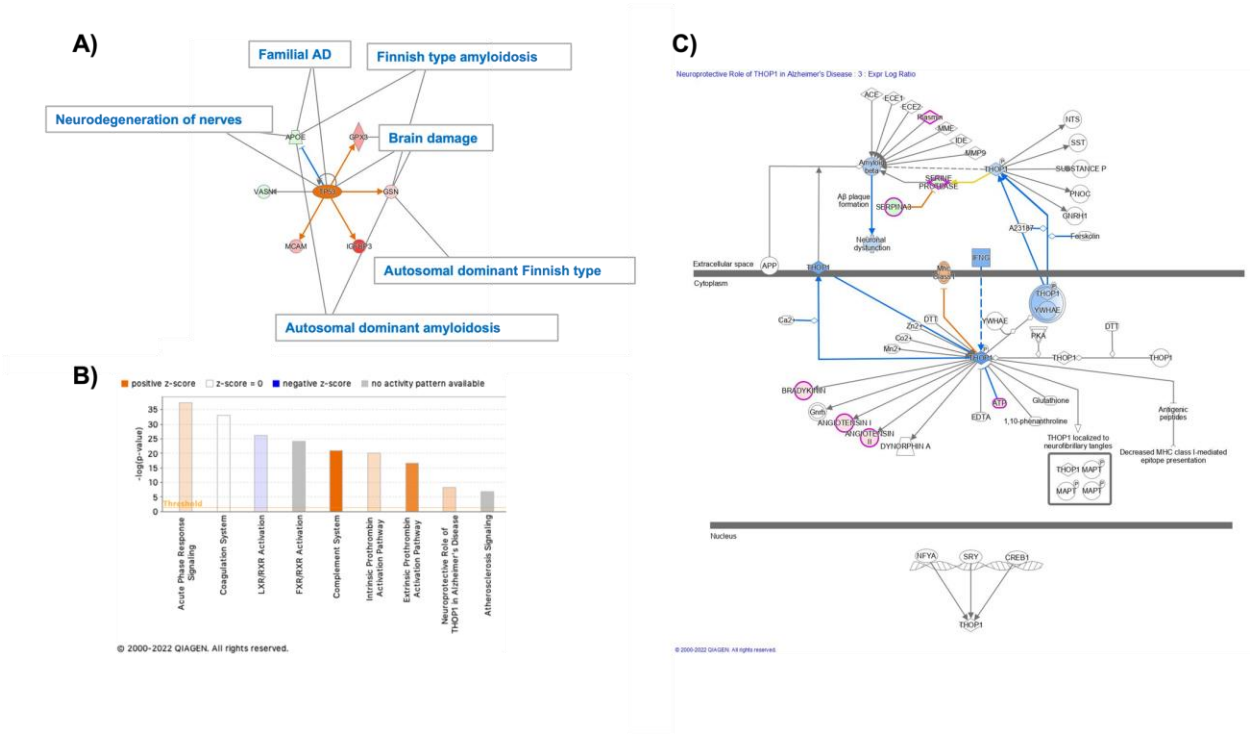 A)
Familial AD
Finnish type amyloidosis
Neurodegeneration of nerves
APOE
GPX3
Brain damage
VASN
TP53
GSN
MCAM
IGFBP3
Autosomal dominant Finnish type
Autosomal dominant amyloidosis
B)
positive z-score
z-score = 0
negative z-score
no activity pattern available
-log(p-value)
35
30
25
20
15
10
5
0
Threshold
Acute Phase Response
Signaling
Coagulation System
LXR/RXR Activation
FXR/RXR Activation
Complement System
Intrinsic Prothrombin
Activation Pathway
Extrinsic Prothrombin
Activation Pathway
Neuroprotective Role of
THOP1 in Alzheimer's Disease
Atherosclerosis Signaling
© 2000-2022 QIAGEN. All rights reserved.
C)
Neuroprotective Role of THOP1 in Alzheimer's Disease : 3 : Expr Log Ratio
ACE
ECE1
ECE2
Plasmin
MME
IDE
MMP9
NTS
SST
SUBSTANCE P
PNOC
GNRH1
Amyloid
beta
P
THOP1
SERINE
PROTEASE
SERPINA3
Aβ plaque
formation
Neuronal
dysfunction
A23187
Forskolin
Extracellular space
APP
THOP1
IFNG
Cytoplasm
P
THOP1
YWHAE
Ca2+
DTT
Zn2+
Co2+
Mn2+
YWHAE
PKA
DTT
P
THOP1
THOP1
THOP1
BRADYKININ
Gnrh
ANGIOTENSIN I
ANGIOTENSIN
II
DYNORPHIN A
EDTA
ATP
1,10-phenanthroline
Glutathione
THOP1 localized to
neurofibrillary tangles
Antigenic
peptides
Decreased MHC class I-mediated
epitope presentation
THOP1
MAPT
P
MAPT
P
MAPT
P
Nucleus
NFYA
SRY
CREB1
THOP1
© 2000-2022 QIAGEN. All rights reserved.